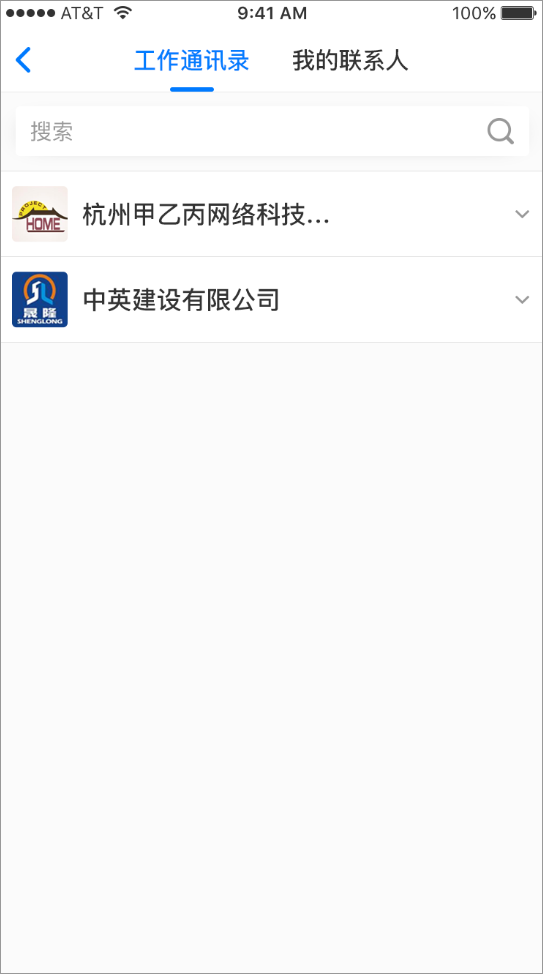 AT&T 9:41 AM 100%
工作通讯录 我的联系人
搜索
PROJECT
HOME
杭州甲乙丙网络科技...
晟隆
SHENGLONG
中英建设有限公司